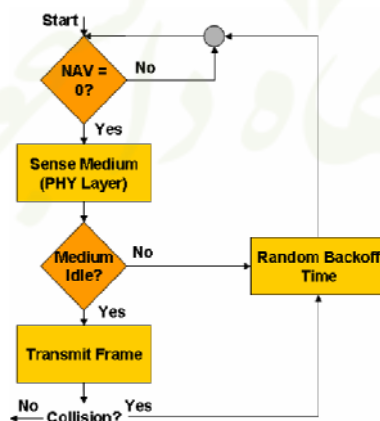 Start
NAV =
0?
No
Yes
Sense Medium
(PHY Layer)
Medium
Idle?
No
Random Backoff
Time
Yes
Transmit Frame
No
Collision?
Yes